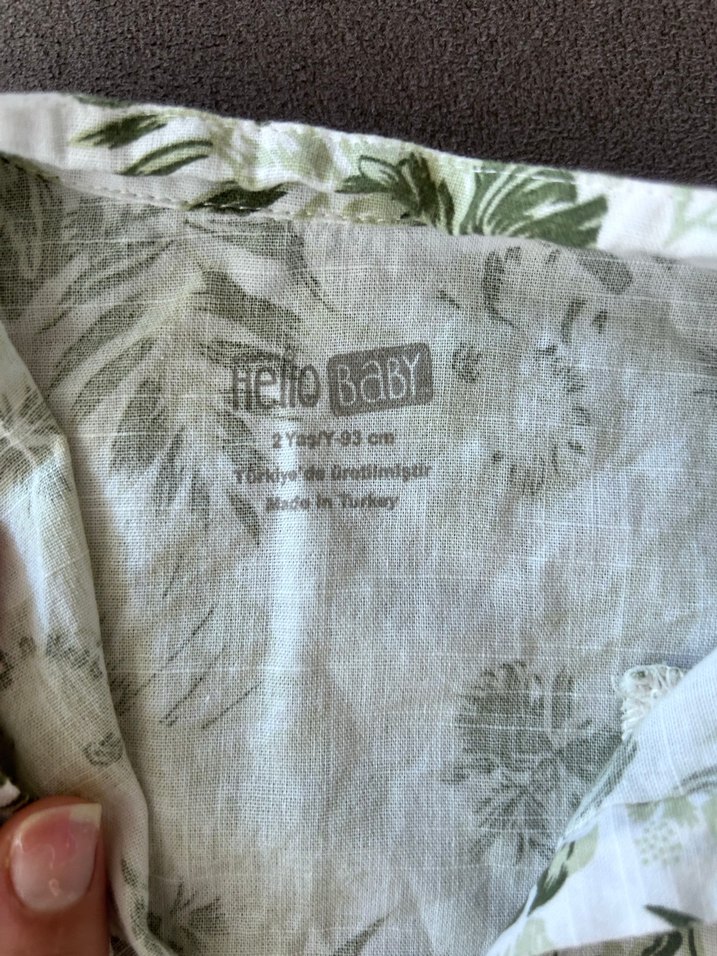 Hello BABY
2 Yaş/Y-93 cm
Türkiye'de üretilmiştir
Made in Turkey